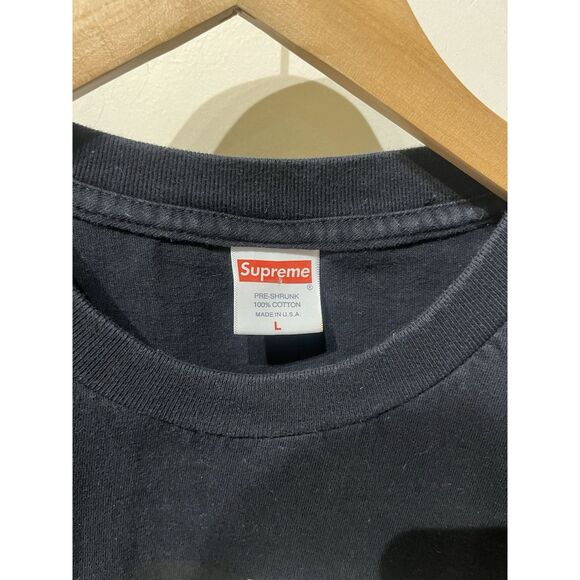 Supreme
®
PRE-SHRUNK
100% COTTON
MADE IN U.S.A.
L